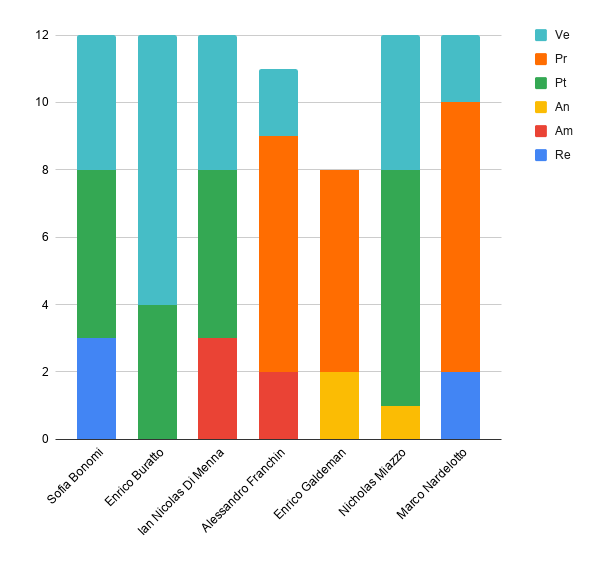 12
10
8
6
4
2
0
Sofia Bonomi
Enrico Buratto
Ian Nicolas Di Menna
Alessandro Franchin
Enrico Galdeman
Nicholas Miazzo
Marco Nardelotto
Ve
Pr
Pt
An
Am
Re